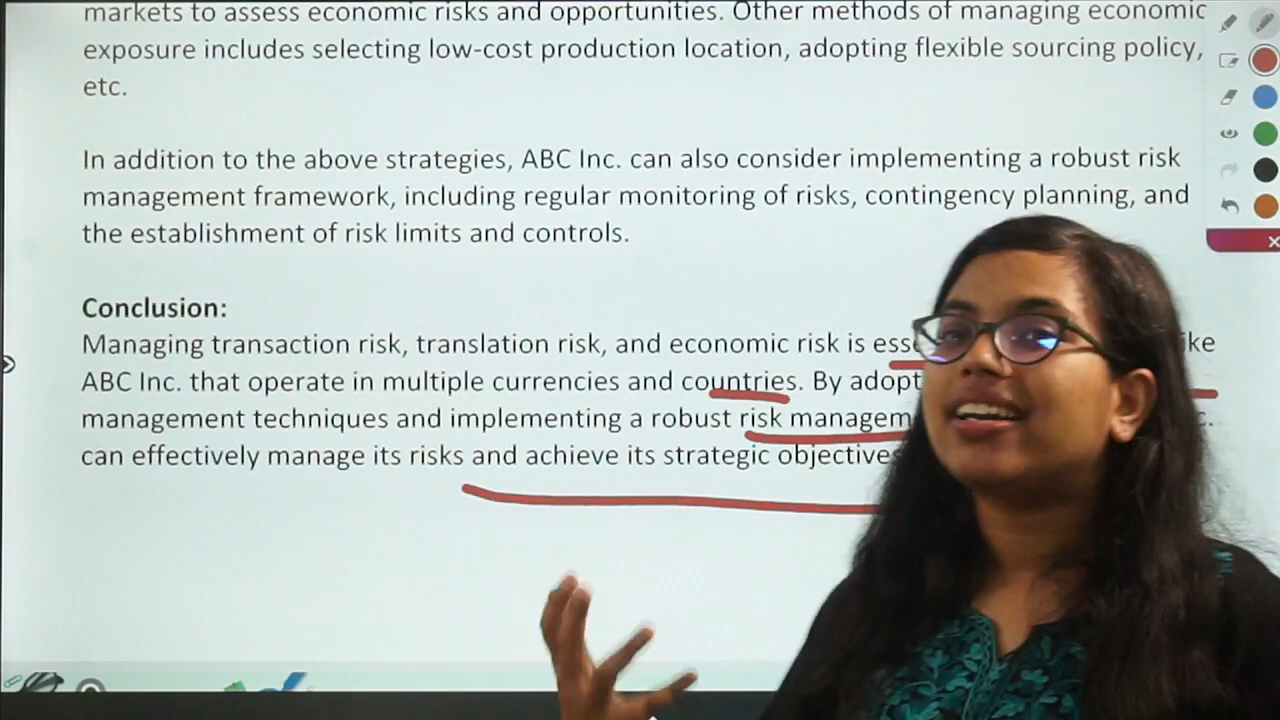 markets to assess economic risks and opportunities. Other methods of managing economic
exposure includes selecting low-cost production location, adopting flexible sourcing policy,
etc.
In addition to the above strategies, ABC Inc. can also consider implementing a robust risk
management framework, including regular monitoring of risks, contingency planning, and
the establishment of risk limits and controls.
Conclusion:
Managing transaction risk, translation risk, and economic risk is
ABC Inc. that operate in multiple currencies and countries. By
management techniques and implementing a robust risk
can effectively manage its risks and achieve its strategic objectives